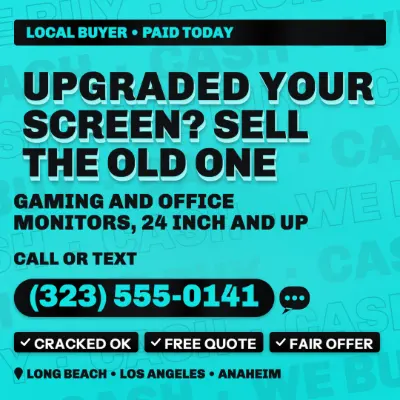 LOCAL BUYER • PAID TODAY
UPGRADED YOUR
SCREEN? SELL
THE OLD ONE
GAMING AND OFFICE
MONITORS, 24 INCH AND UP
CALL OR TEXT
(323) 555-0141
CRACKED OK
FREE QUOTE
FAIR OFFER
LONG BEACH • LOS ANGELES • ANAHEIM